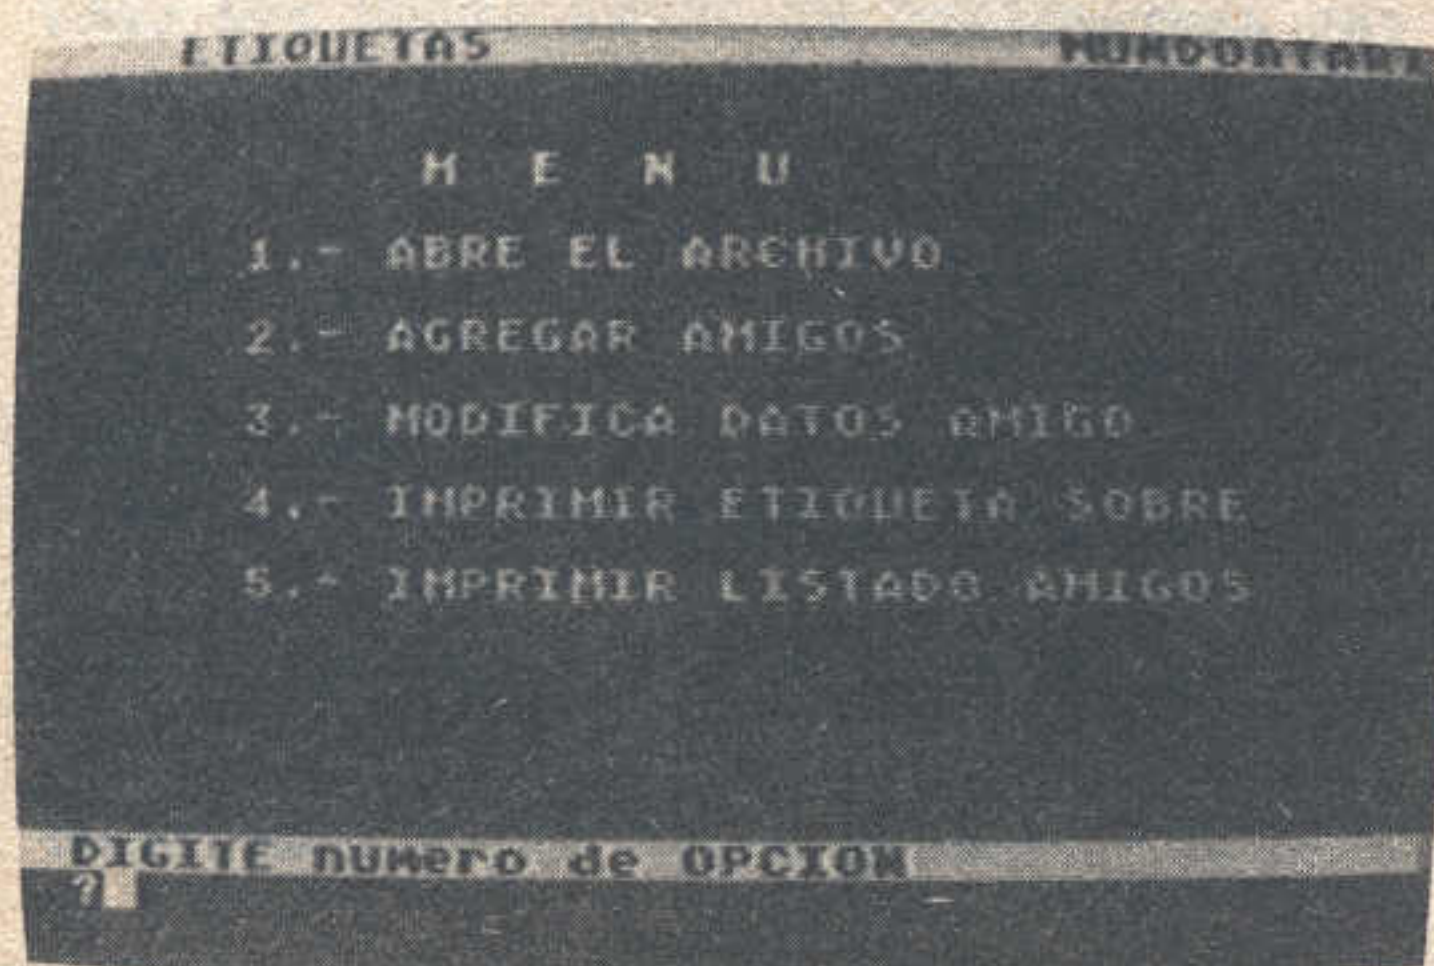 ETIQUETAS MUNDOATARI
M E N U
1.- ABRE EL ARCHIVO
2.- AGREGAR AMIGOS
3.- MODIFICA DATOS AMIGO
4.- IMPRIMIR ETIQUETA SOBRE
5.- IMPRIMIR LISTADO AMIGOS
DIGITE numero de OPCION
?